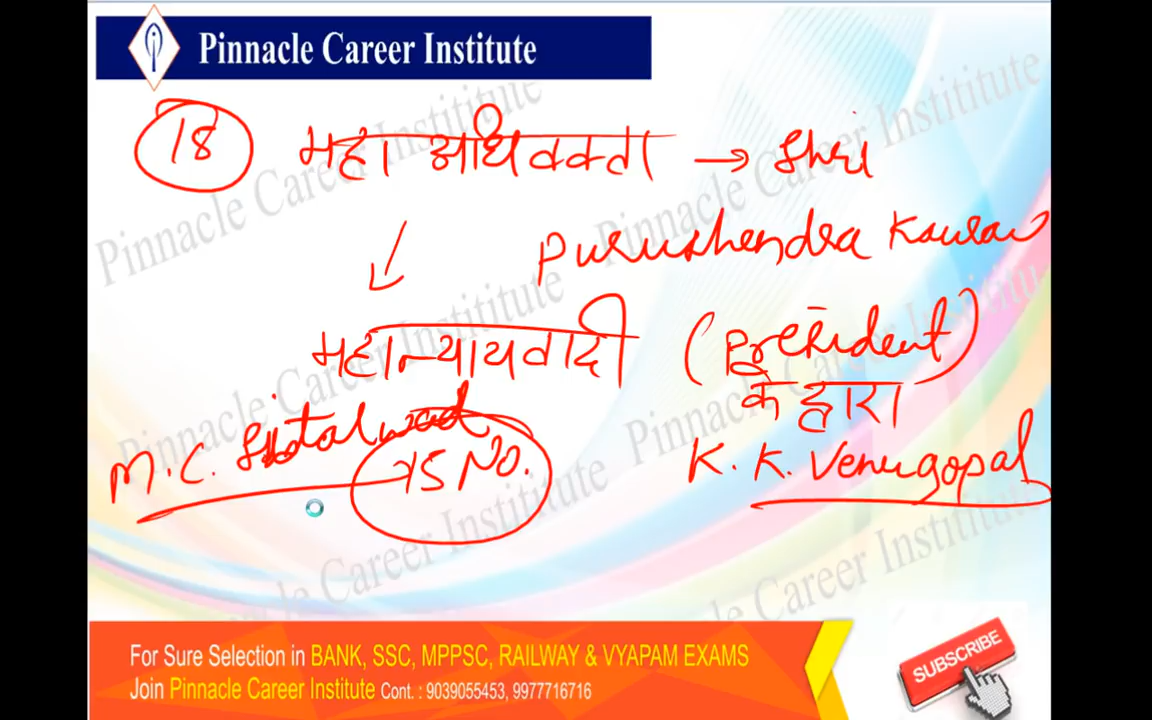 Pinnacle Career Institute
18 महा अधिवक्ता → Shri
Purushendra Kaurav
महान्यायवादी (President)
के द्वारा
M.C. Sitalwad 15 No. K. K. Venugopal
For Sure Selection in BANK, SSC, MPPSC, RAILWAY & VYAPAM EXAMS
Join Pinnacle Career Institute Cont. : 9039055453, 9977716716
SUBSCRIBE